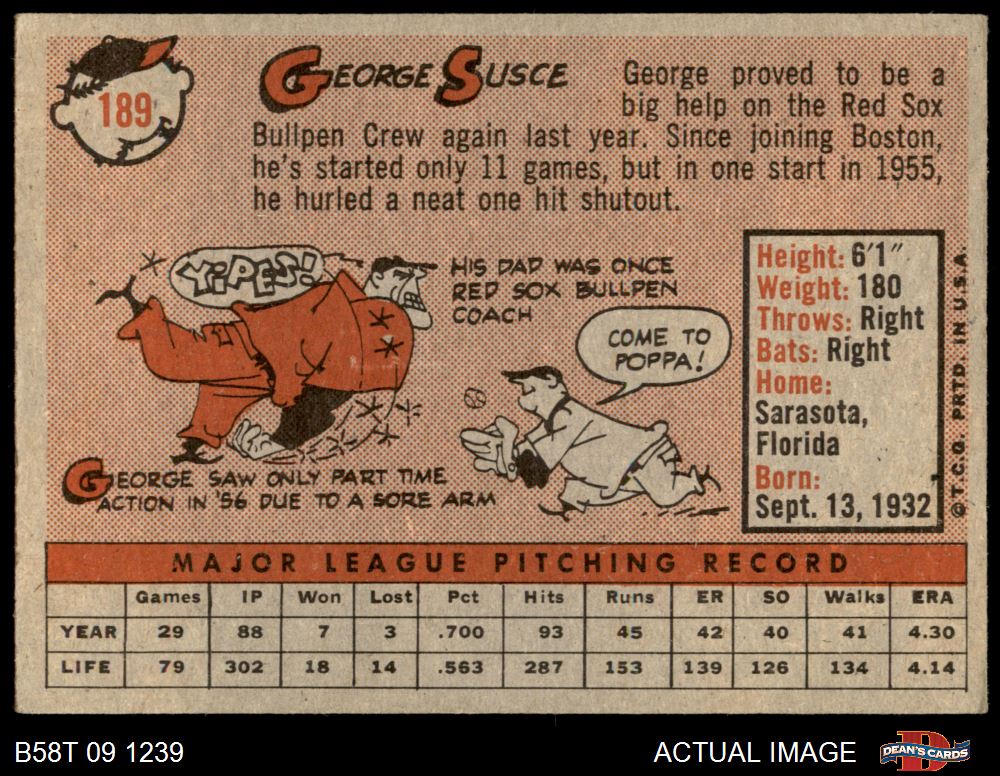 189
GEORGE SUSCE
George proved to be a
big help on the Red Sox
Bullpen Crew again last year. Since joining Boston,
he's started only 11 games, but in one start in 1955,
he hurled a neat one hit shutout.
YIPES!
HIS DAD WAS ONCE
RED SOX BULLPEN
COACH
COME TO
POPPA!
GEORGE SAW ONLY PART TIME
ACTION IN '56 DUE TO A SORE ARM
Height: 6'1"
Weight: 180
Throws: Right
Bats: Right
Home:
Sarasota,
Florida
Born:
Sept. 13, 1932
© T.C.G. PRTD. IN U.S.A.
MAJOR LEAGUE PITCHING RECORD
Games IP Won Lost Pct Hits Runs ER SO Walks ERA
YEAR 29 88 7 3 .700 93 45 42 40 41 4.30
LIFE 79 302 18 14 .563 287 153 139 126 134 4.14
B58T 09 1239
ACTUAL IMAGE
D
DEAN'S CARDS